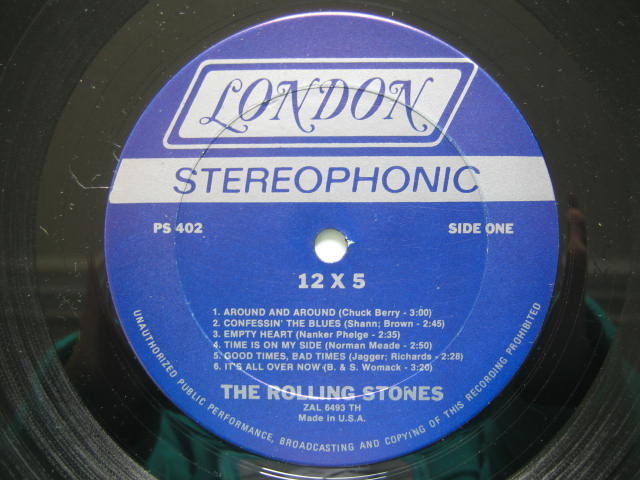 LONDON
STEREOPHONIC
PS 402
SIDE ONE
12 X 5
1. AROUND AND AROUND (Chuck Berry - 3:00)
2. CONFESSIN' THE BLUES (Shann; Brown - 2:45)
3. EMPTY HEART (Nanker Phelge - 2:35)
4. TIME IS ON MY SIDE (Norman Meade - 2:50)
5. GOOD TIMES, BAD TIMES (Jagger; Richards - 2:28)
6. IT'S ALL OVER NOW (B. & S. Womack - 3:20)
THE ROLLING STONES
ZAL 6493 TH
Made in U.S.A.
UNAUTHORIZED PUBLIC PERFORMANCE, BROADCASTING AND COPYING OF THIS RECORDING PROHIBITED